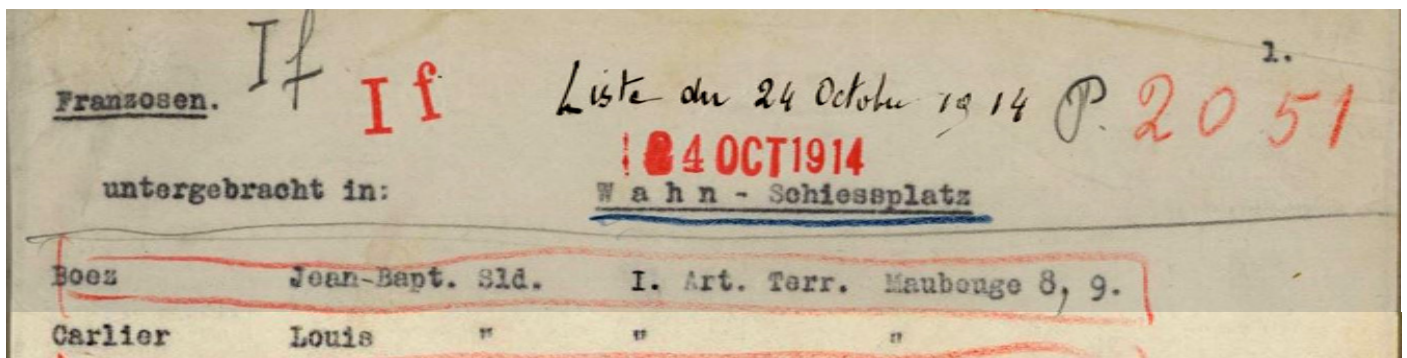 1.
If
Franzosen. If Liste du 24 Octobre 1914 P. 2051
24 OCT 1914
untergebracht in: Wahn - Schiessplatz
Boez Jean-Bapt. Sld. I. Art. Terr. Maubeuge 8, 9.
Carlier Louis " " "